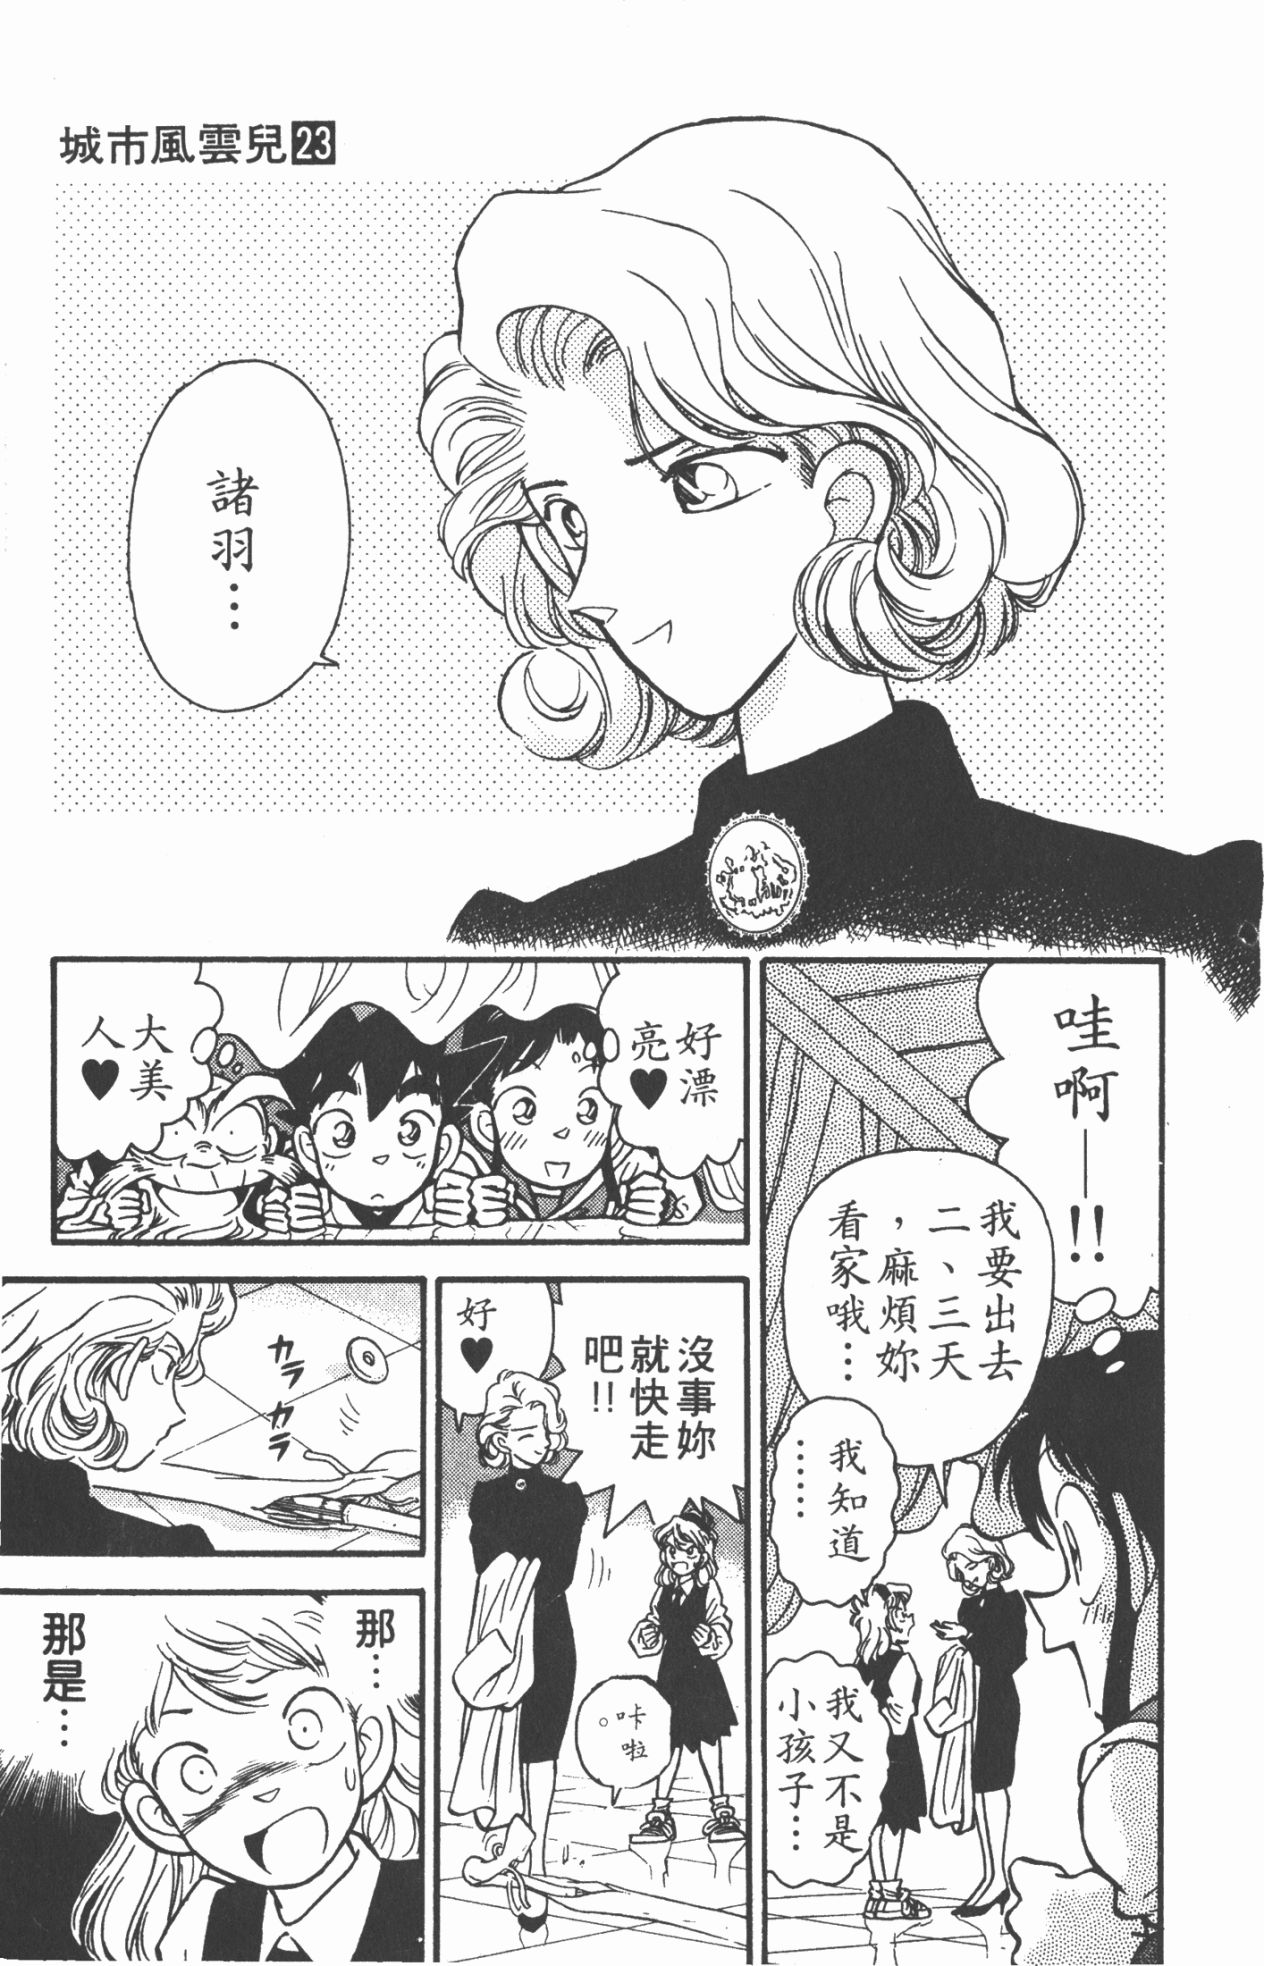 城市風雲兒23
諸羽…
哇啊——!!
我要出去
二、三天
，麻煩妳
看家哦…
我知道
……
我又不是
小孩子…
好漂
亮♥
大美
人♥
沒事妳
就快走
吧!!
好♥
咔啦
。
カラ
カラ
那…
那是…